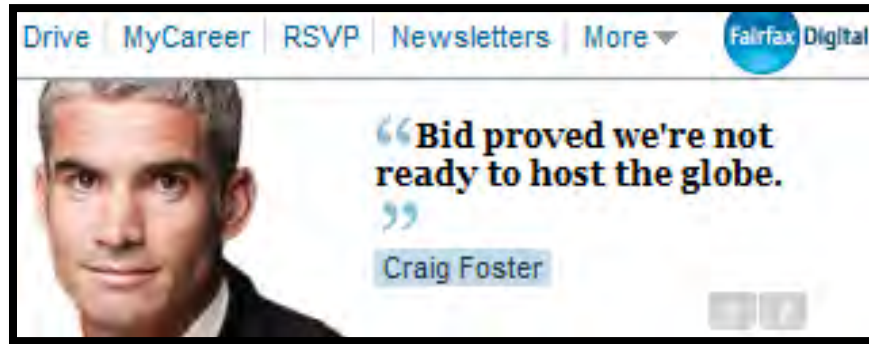 Drive MyCareer RSVP Newsletters More Fairfax Digital
“Bid proved we're not
ready to host the globe.
”
Craig Foster